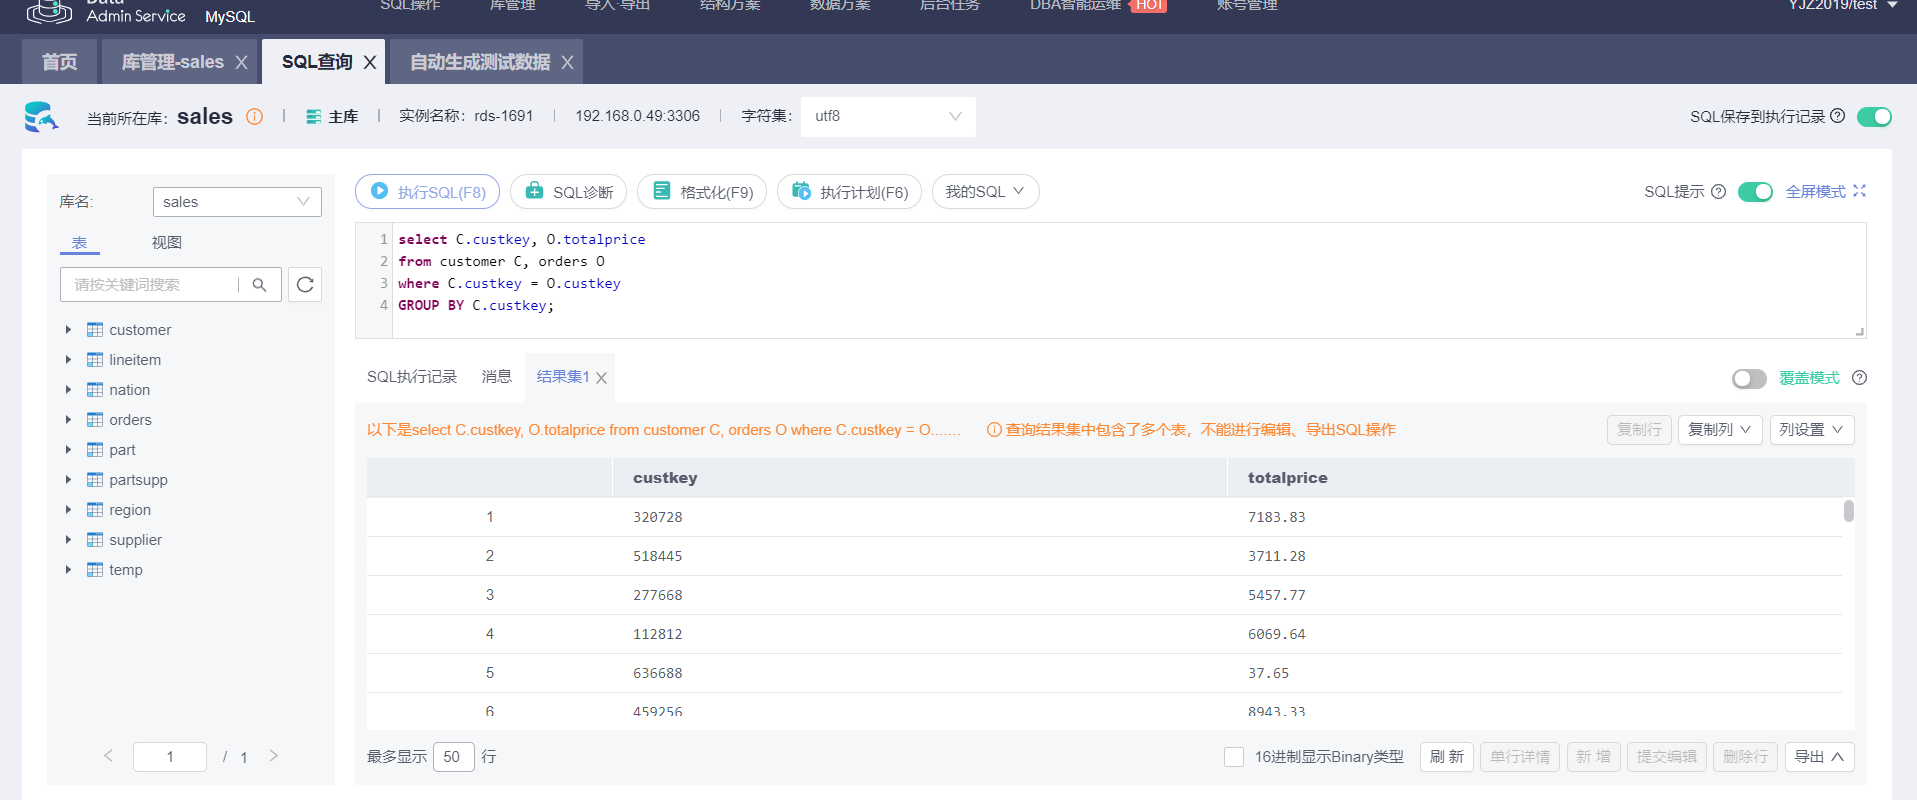 Data
Admin Service MySQL SQL操作 库管理 导入·导出 结构方案 数据方案 后台任务 DBA智能运维 HOT 账号管理 YJZ2019/test
首页 库管理-sales X SQL查询 X 自动生成测试数据 X
当前所在库: sales 主库 实例名称: rds-1691 192.168.0.49:3306 字符集: utf8 SQL保存到执行记录
库名: sales
表 视图
请按关键词搜索
customer
lineitem
nation
orders
part
partsupp
region
supplier
temp
1 / 1
执行SQL(F8) SQL诊断 格式化(F9) 执行计划(F6) 我的SQL SQL提示 全屏模式
1 select C.custkey, O.totalprice
2 from customer C, orders O
3 where C.custkey = O.custkey
4 GROUP BY C.custkey;
SQL执行记录 消息 结果集1 X 覆盖模式
以下是select C.custkey, O.totalprice from customer C, orders O where C.custkey = O....... 查询结果集中包含了多个表，不能进行编辑、导出SQL操作 复制行 复制列 列设置
custkey totalprice
1 320728 7183.83
2 518445 3711.28
3 277668 5457.77
4 112812 6069.64
5 636688 37.65
6 459256 8943.33
最多显示 50 行 16进制显示Binary类型 刷新 单行详情 新增 提交编辑 删除行 导出